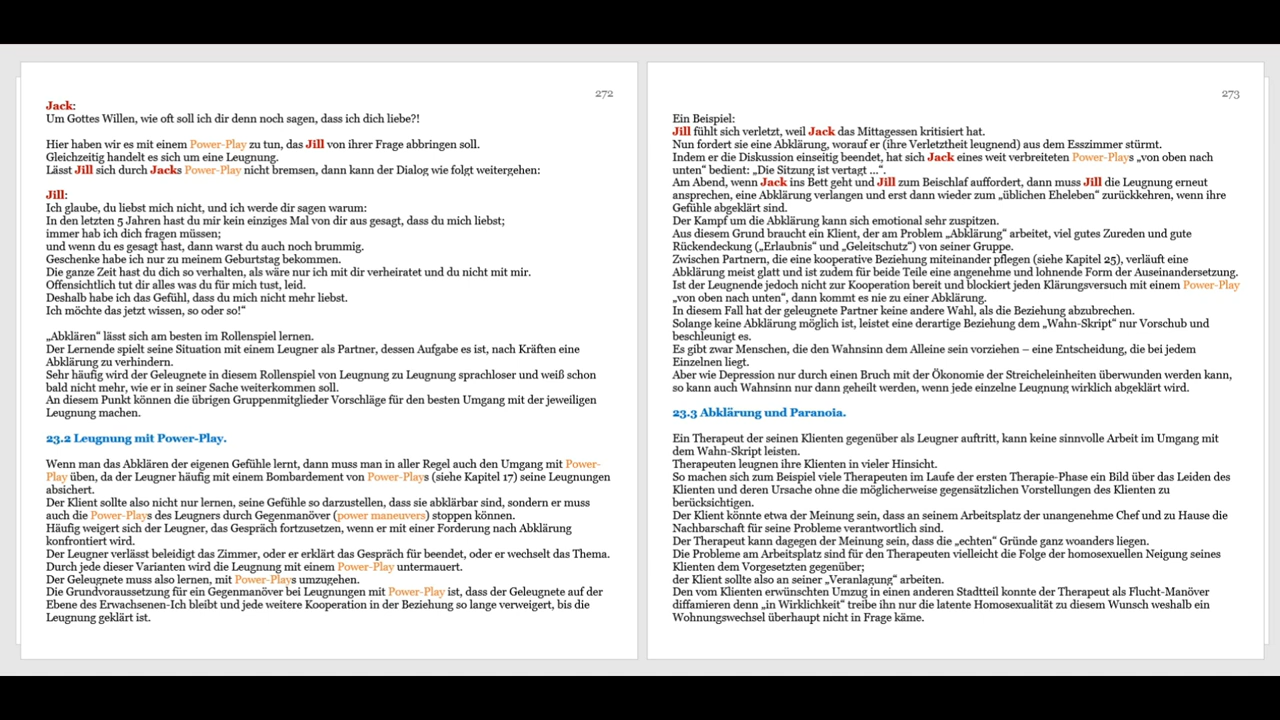 272
Jack:
Um Gottes Willen, wie oft soll ich dir denn noch sagen, dass ich dich liebe?!
Hier haben wir es mit einem Power-Play zu tun, das Jill von ihrer Frage abbringen soll.
Gleichzeitig handelt es sich um eine Leugnung.
Lässt Jill sich durch Jacks Power-Play nicht bremsen, dann kann der Dialog wie folgt weitergehen:
Jill:
Ich glaube, du liebst mich nicht, und ich werde dir sagen warum:
In den letzten 5 Jahren hast du mir kein einziges Mal von dir aus gesagt, dass du mich liebst;
immer hab ich dich fragen müssen;
und wenn du es gesagt hast, dann warst du auch noch brummig.
Geschenke habe ich nur zu meinem Geburtstag bekommen.
Die ganze Zeit hast du dich so verhalten, als wäre nur ich mit dir verheiratet und du nicht mit mir.
Offensichtlich tut dir alles was du für mich tust, leid.
Deshalb habe ich das Gefühl, dass du mich nicht mehr liebst.
Ich möchte das jetzt wissen, so oder so!“
„Abklären“ lässt sich am besten im Rollenspiel lernen.
Der Lernende spielt seine Situation mit einem Leugner als Partner, dessen Aufgabe es ist, nach Kräften eine
Abklärung zu verhindern.
Sehr häufig wird der Geleugnete in diesem Rollenspiel von Leugnung zu Leugnung sprachloser und weiß schon
bald nicht mehr, wie er in seiner Sache weiterkommen soll.
An diesem Punkt können die übrigen Gruppenmitglieder Vorschläge für den besten Umgang mit der jeweiligen
Leugnung machen.
23.2 Leugnung mit Power-Play.
Wenn man das Abklären der eigenen Gefühle lernt, dann muss man in aller Regel auch den Umgang mit Power-
Play üben, da der Leugner häufig mit einem Bombardement von Power-Plays (siehe Kapitel 17) seine Leugnungen
absichert.
Der Klient sollte also nicht nur lernen, seine Gefühle so darzustellen, dass sie abklärbar sind, sondern er muss
auch die Power-Plays des Leugners durch Gegenmanöver (power maneuvers) stoppen können.
Häufig weigert sich der Leugner, das Gespräch fortzusetzen, wenn er mit einer Forderung nach Abklärung
konfrontiert wird.
Der Leugner verlässt beleidigt das Zimmer, oder er erklärt das Gespräch für beendet, oder er wechselt das Thema.
Durch jede dieser Varianten wird die Leugnung mit einem Power-Play untermauert.
Der Geleugnete muss also lernen, mit Power-Plays umzugehen.
Die Grundvoraussetzung für ein Gegenmanöver bei Leugnungen mit Power-Play ist, dass der Geleugnete auf der
Ebene des Erwachsenen-Ich bleibt und jede weitere Kooperation in der Beziehung so lange verweigert, bis die
Leugnung geklärt ist.
273
Ein Beispiel:
Jill fühlt sich verletzt, weil Jack das Mittagessen kritisiert hat.
Nun fordert sie eine Abklärung, worauf er (ihre Verletztheit leugnend) aus dem Esszimmer stürmt.
Indem er die Diskussion einseitig beendet, hat sich Jack eines weit verbreiteten Power-Plays „von oben nach
unten“ bedient: „Die Sitzung ist vertagt ...“.
Am Abend, wenn Jack ins Bett geht und Jill zum Beischlaf auffordert, dann muss Jill die Leugnung erneut
ansprechen, eine Abklärung verlangen und erst dann wieder zum „üblichen Eheleben“ zurückkehren, wenn ihre
Gefühle abgeklärt sind.
Der Kampf um die Abklärung kann sich emotional sehr zuspitzen.
Aus diesem Grund braucht ein Klient, der am Problem „Abklärung“ arbeitet, viel gutes Zureden und gute
Rückendeckung („Erlaubnis“ und „Geleitschutz“) von seiner Gruppe.
Zwischen Partnern, die eine kooperative Beziehung miteinander pflegen (siehe Kapitel 25), verläuft eine
Abklärung meist glatt und ist zudem für beide Teile eine angenehme und lohnende Form der Auseinandersetzung.
Ist der Leugnende jedoch nicht zur Kooperation bereit und blockiert jeden Klärungsversuch mit einem Power-Play
„von oben nach unten“, dann kommt es nie zu einer Abklärung.
In diesem Fall hat der geleugnete Partner keine andere Wahl, als die Beziehung abzubrechen.
Solange keine Abklärung möglich ist, leistet eine derartige Beziehung dem „Wahn-Skript“ nur Vorschub und
beschleunigt es.
Es gibt zwar Menschen, die den Wahnsinn dem Alleine sein vorziehen – eine Entscheidung, die bei jedem
Einzelnen liegt.
Aber wie Depression nur durch einen Bruch mit der Ökonomie der Streicheleinheiten überwunden werden kann,
so kann auch Wahnsinn nur dann geheilt werden, wenn jede einzelne Leugnung wirklich abgeklärt wird.
23.3 Abklärung und Paranoia.
Ein Therapeut der seinen Klienten gegenüber als Leugner auftritt, kann keine sinnvolle Arbeit im Umgang mit
dem Wahn-Skript leisten.
Therapeuten leugnen ihre Klienten in vieler Hinsicht.
So machen sich zum Beispiel viele Therapeuten im Laufe der ersten Therapie-Phase ein Bild über das Leiden des
Klienten und deren Ursache ohne die möglicherweise gegensätzlichen Vorstellungen des Klienten zu
berücksichtigen.
Der Klient könnte etwa der Meinung sein, dass an seinem Arbeitsplatz der unangenehme Chef und zu Hause die
Nachbarschaft für seine Probleme verantwortlich sind.
Der Therapeut kann dagegen der Meinung sein, dass die „echten“ Gründe ganz woanders liegen.
Die Probleme am Arbeitsplatz sind für den Therapeuten vielleicht die Folge der homosexuellen Neigung seines
Klienten dem Vorgesetzten gegenüber;
der Klient sollte also an seiner „Veranlagung“ arbeiten.
Den vom Klienten erwünschten Umzug in einen anderen Stadtteil konnte der Therapeut als Flucht-Manöver
diffamieren denn „in Wirklichkeit“ treibe ihn nur die latente Homosexualität zu diesem Wunsch weshalb ein
Wohnungswechsel überhaupt nicht in Frage käme.